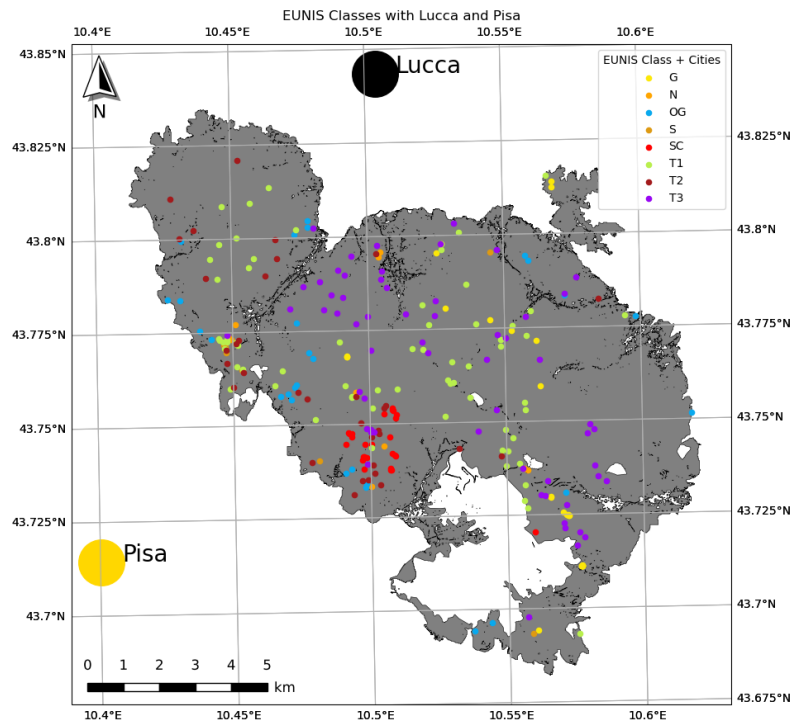 EUNIS Classes with Lucca and Pisa
10.4°E 10.45°E 10.5°E 10.55°E 10.6°E
43.85°N
Lucca
N
EUNIS Class + Cities
G
N
OG
S
SC
T1
T2
T3
43.825°N 43.825°N
43.8°N 43.8°N
43.775°N 43.775°N
43.75°N 43.75°N
43.725°N 43.725°N
Pisa
43.7°N 43.7°N
0 1 2 3 4 5
km
43.675°N
10.4°E 10.45°E 10.5°E 10.55°E 10.6°E